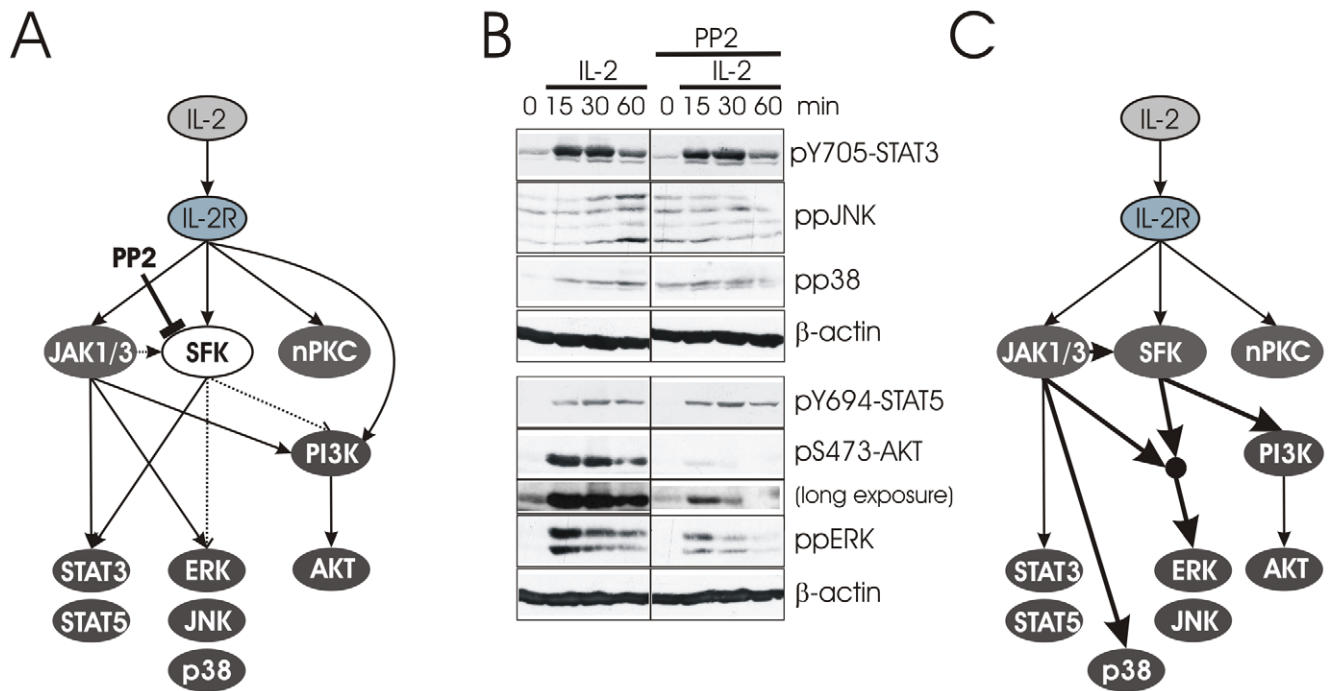 A
IL-2
IL-2R
PP2
JAK1/3
SFK
nPKC
PI3K
STAT3
ERK
AKT
STAT5
JNK
p38
B
PP2
IL-2
IL-2
0 15 30 60 0 15 30 60 min
pY705-STAT3
ppJNK
pp38
β-actin
pY694-STAT5
pS473-AKT
(long exposure)
ppERK
β-actin
C
IL-2
IL-2R
JAK1/3
SFK
nPKC
PI3K
STAT3
ERK
AKT
STAT5
JNK
p38